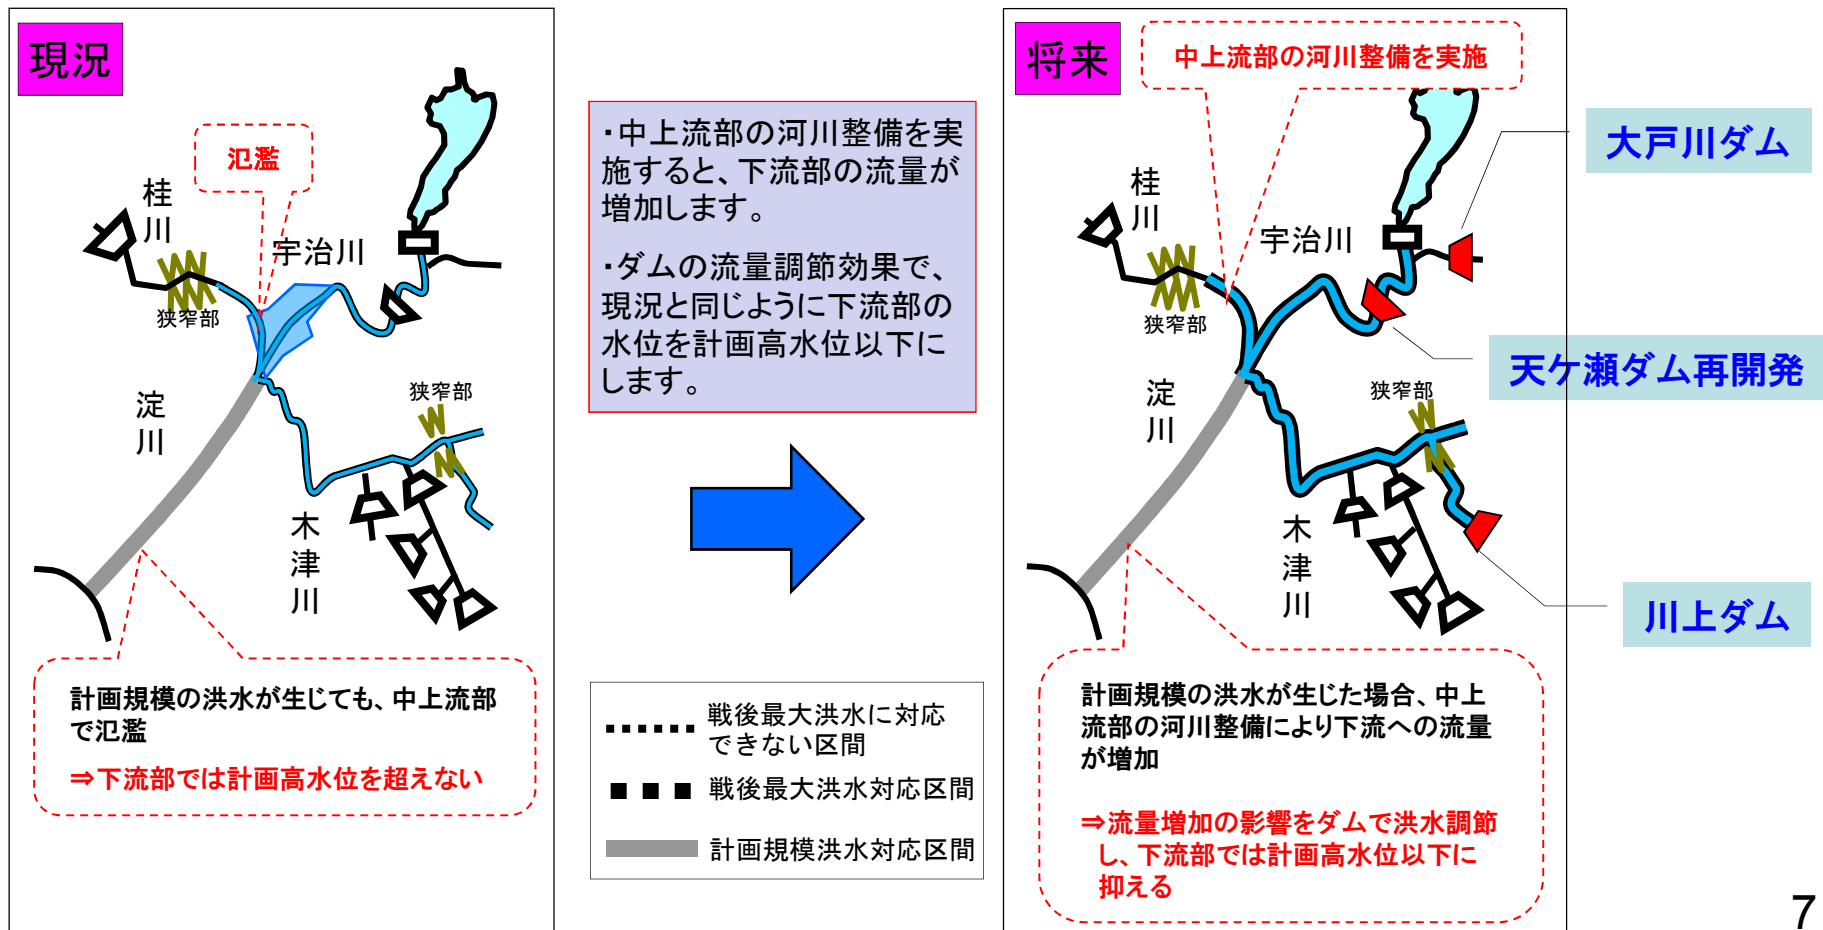 現況
氾濫
桂川
宇治川
狭窄部
淀川
狭窄部
木津川
計画規模の洪水が生じても、中上流部
で氾濫
⇒下流部では計画高水位を超えない
・中上流部の河川整備を実
施すると、下流部の流量が
増加します。
・ダムの流量調節効果で、
現況と同じように下流部の
水位を計画高水位以下に
します。
戦後最大洪水に対応
できない区間
戦後最大洪水対応区間
計画規模洪水対応区間
将来
中上流部の河川整備を実施
桂川
宇治川
狭窄部
淀川
狭窄部
木津川
大戸川ダム
天ケ瀬ダム再開発
川上ダム
計画規模の洪水が生じた場合、中上
流部の河川整備により下流への流量
が増加
⇒流量増加の影響をダムで洪水調節
し、下流部では計画高水位以下に
抑える
7